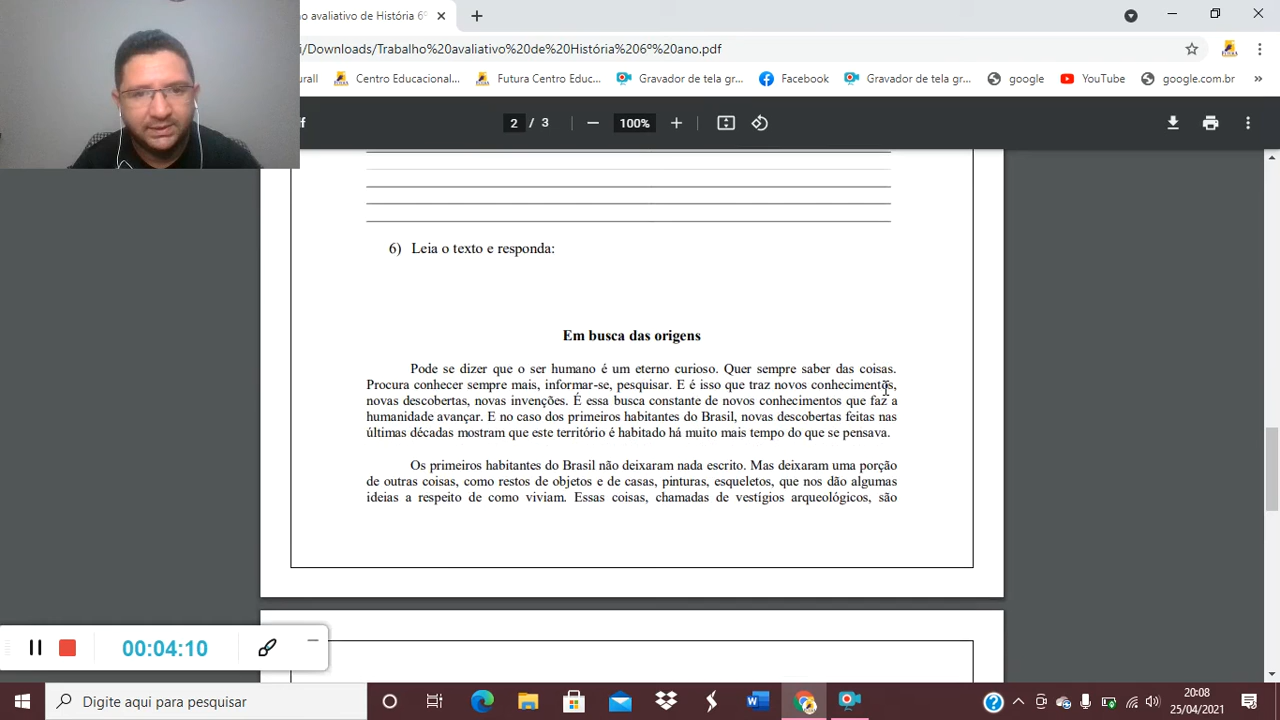 ão avaliativo de História 6º
i/Downloads/Trabalho%20avaliativo%20de%20História%206º%20ano.pdf
urall Centro Educacional... Futura Centro Educ... Gravador de tela gr... Facebook Gravador de tela gr... google YouTube google.com.br »
f 2 / 3 100%
6) Leia o texto e responda:
Em busca das origens
Pode se dizer que o ser humano é um eterno curioso. Quer sempre saber das coisas.
Procura conhecer sempre mais, informar-se, pesquisar. E é isso que traz novos conhecimentos,
novas descobertas, novas invenções. É essa busca constante de novos conhecimentos que faz a
humanidade avançar. E no caso dos primeiros habitantes do Brasil, novas descobertas feitas nas
últimas décadas mostram que este território é habitado há muito mais tempo do que se pensava.
Os primeiros habitantes do Brasil não deixaram nada escrito. Mas deixaram uma porção
de outras coisas, como restos de objetos e de casas, pinturas, esqueletos, que nos dão algumas
ideias a respeito de como viviam. Essas coisas, chamadas de vestígios arqueológicos, são
00:04:10
Digite aqui para pesquisar
20:08
25/04/2021